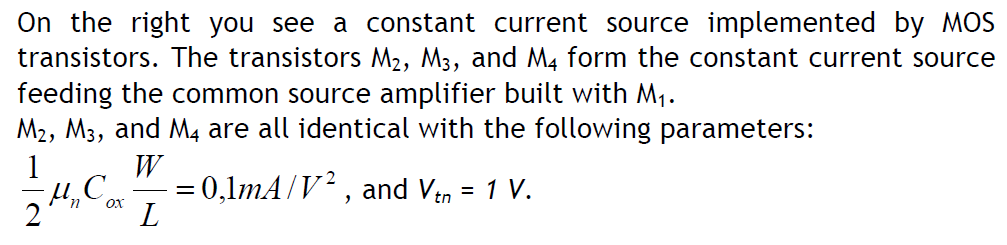 On the right you see a constant current source implemented by MOS
transistors. The transistors M₂, M₃, and M₄ form the constant current source
feeding the common source amplifier built with M₁.
M₂, M₃, and M₄ are all identical with the following parameters:
1/2 μₙCₒₓ W/L = 0,1mA/V², and Vₜₙ = 1 V.